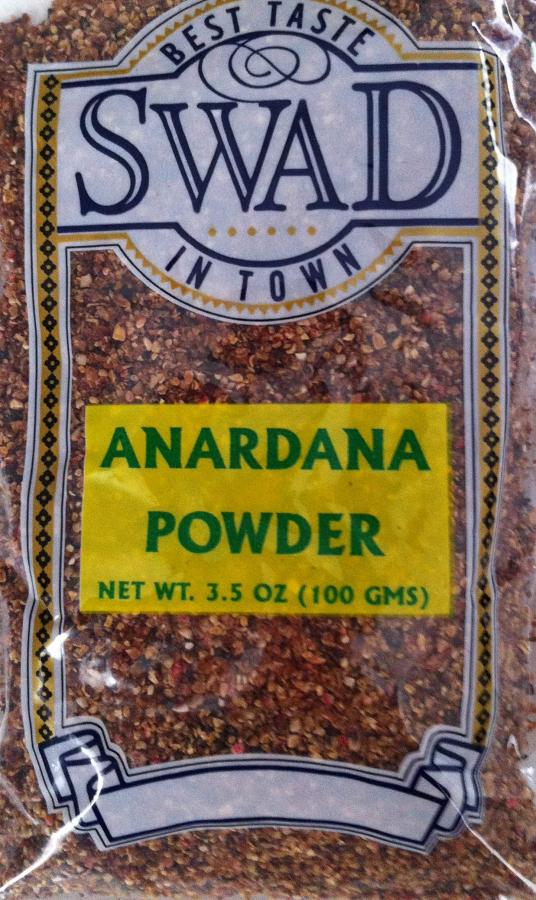 BEST TASTE
SWAD
IN TOWN
ANARDANA
POWDER
NET WT. 3.5 OZ (100 GMS)